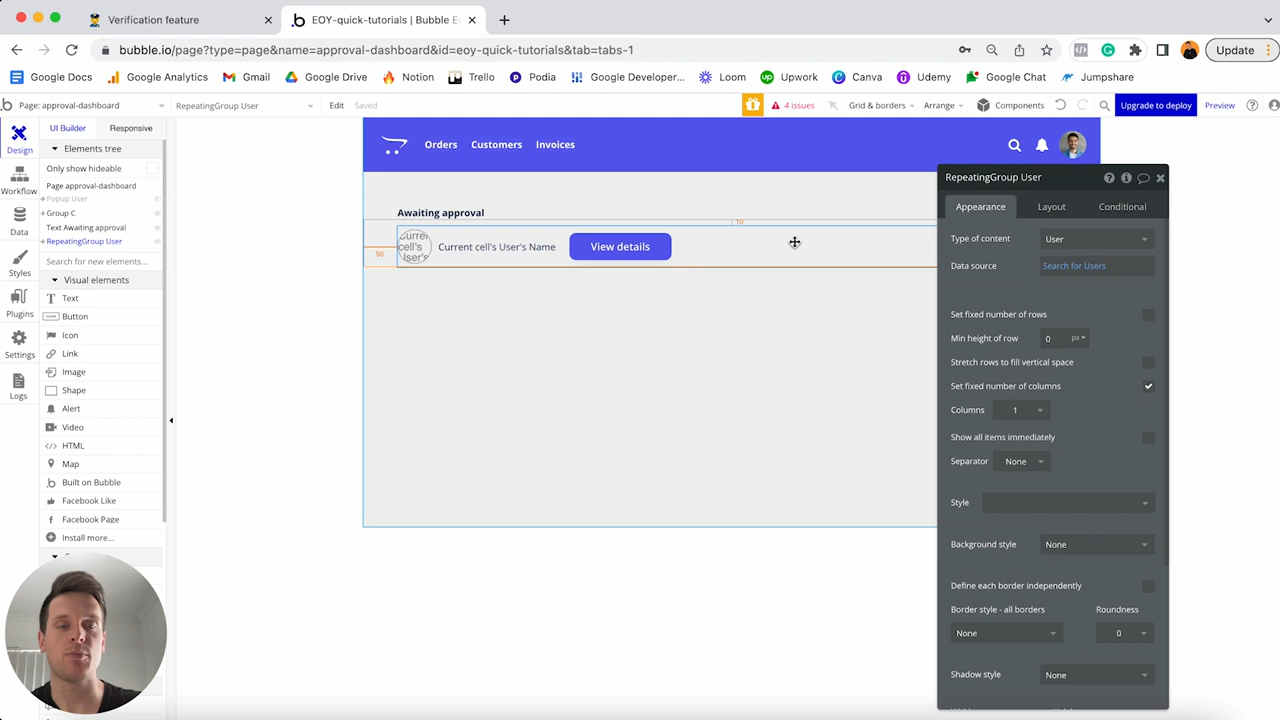 Verification feature
EOY-quick-tutorials | Bubble E
bubble.io/page?type=page&name=approval-dashboard&id=eoy-quick-tutorials&tab=tabs-1
Update
Google Docs
Google Analytics
Gmail
Google Drive
Notion
Trello
Podia
Google Developer...
Loom
Upwork
Canva
Udemy
Google Chat
Jumpshare
Page: approval-dashboard
RepeatingGroup User
Edit
Saved
4 issues
Grid & borders
Arrange
Components
Upgrade to deploy
Preview
Design
Workflow
Data
Styles
Plugins
Settings
Logs
UI Builder
Responsive
Elements tree
Only show hideable
Page approval-dashboard
Popup User
Group C
Text Awaiting approval
RepeatingGroup User
Search for new elements...
Visual elements
Text
Button
Icon
Link
Image
Shape
Alert
Video
HTML
Map
Built on Bubble
Facebook Like
Facebook Page
Install more...
Orders
Customers
Invoices
Awaiting approval
10
50
Current
cell's
User's
Current cell's User's Name
View details
RepeatingGroup User
Appearance
Layout
Conditional
Type of content
User
Data source
Search for Users
Set fixed number of rows
Min height of row
0
px
Stretch rows to fill vertical space
Set fixed number of columns
Columns
1
Show all items immediately
Separator
None
Style
Background style
None
Define each border independently
Border style - all borders
Roundness
None
0
Shadow style
None